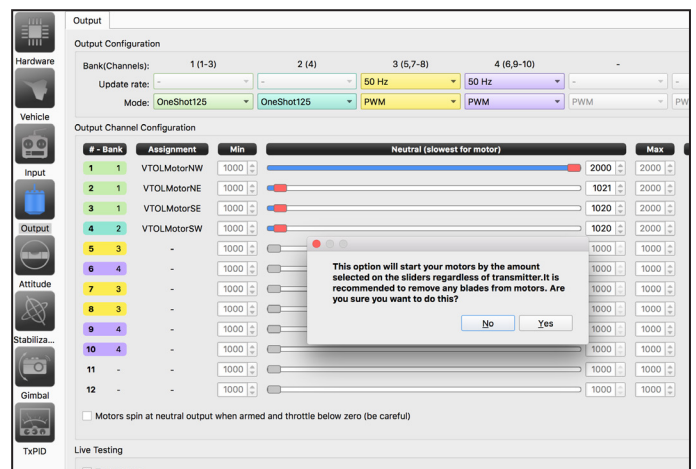 Output
Output Configuration
Bank(Channels): 1 (1-3) 2 (4) 3 (5,7-8) 4 (6,9-10) -
Update rate: - - 50 Hz 50 Hz - -
Mode: OneShot125 OneShot125 PWM PWM PWM PW
Output Channel Configuration
# - Bank Assignment Min Neutral (slowest for motor) Max
1 1 VTOLMotorNW 1000 2000 2000
2 1 VTOLMotorNE 1000 1021 2000
3 1 VTOLMotorSE 1000 1020 2000
4 2 VTOLMotorSW 1000 1020 2000
5 3 - 1000 1000 1000
6 4 - 1000 1000 1000
7 3 - 1000 1000 1000
8 3 - 1000 1000 1000
9 4 - 1000 1000 1000
10 4 - 1000 1000 1000
11 - - 1000 1000 1000
12 - - 1000 1000 1000
Motors spin at neutral output when armed and throttle below zero (be careful)
Live Testing
This option will start your motors by the amount
selected on the sliders regardless of transmitter.It is
recommended to remove any blades from motors. Are
you sure you want to do this?
No Yes
Hardware
Vehicle
Input
Output
Attitude
Stabiliza...
Gimbal
TxPID